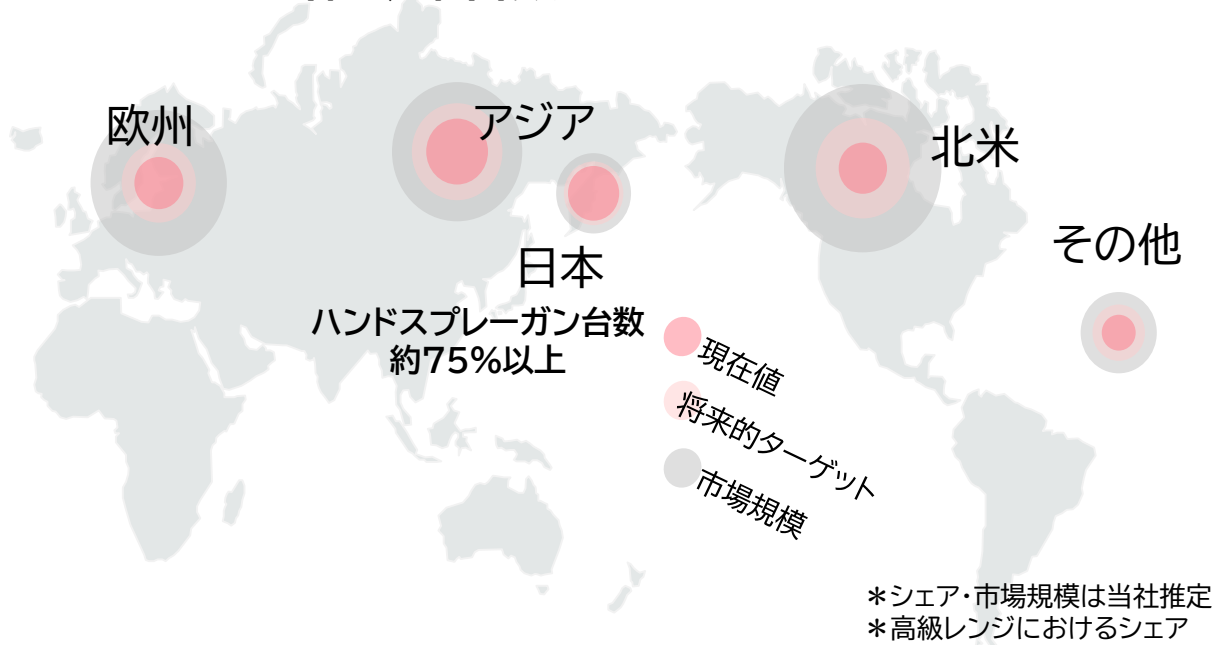 欧州
アジア
北米
日本
その他
ハンドスプレーガン台数
約75%以上
現在値
将来的ターゲット
市場規模
*シェア・市場規模は当社推定
*高級レンジにおけるシェア